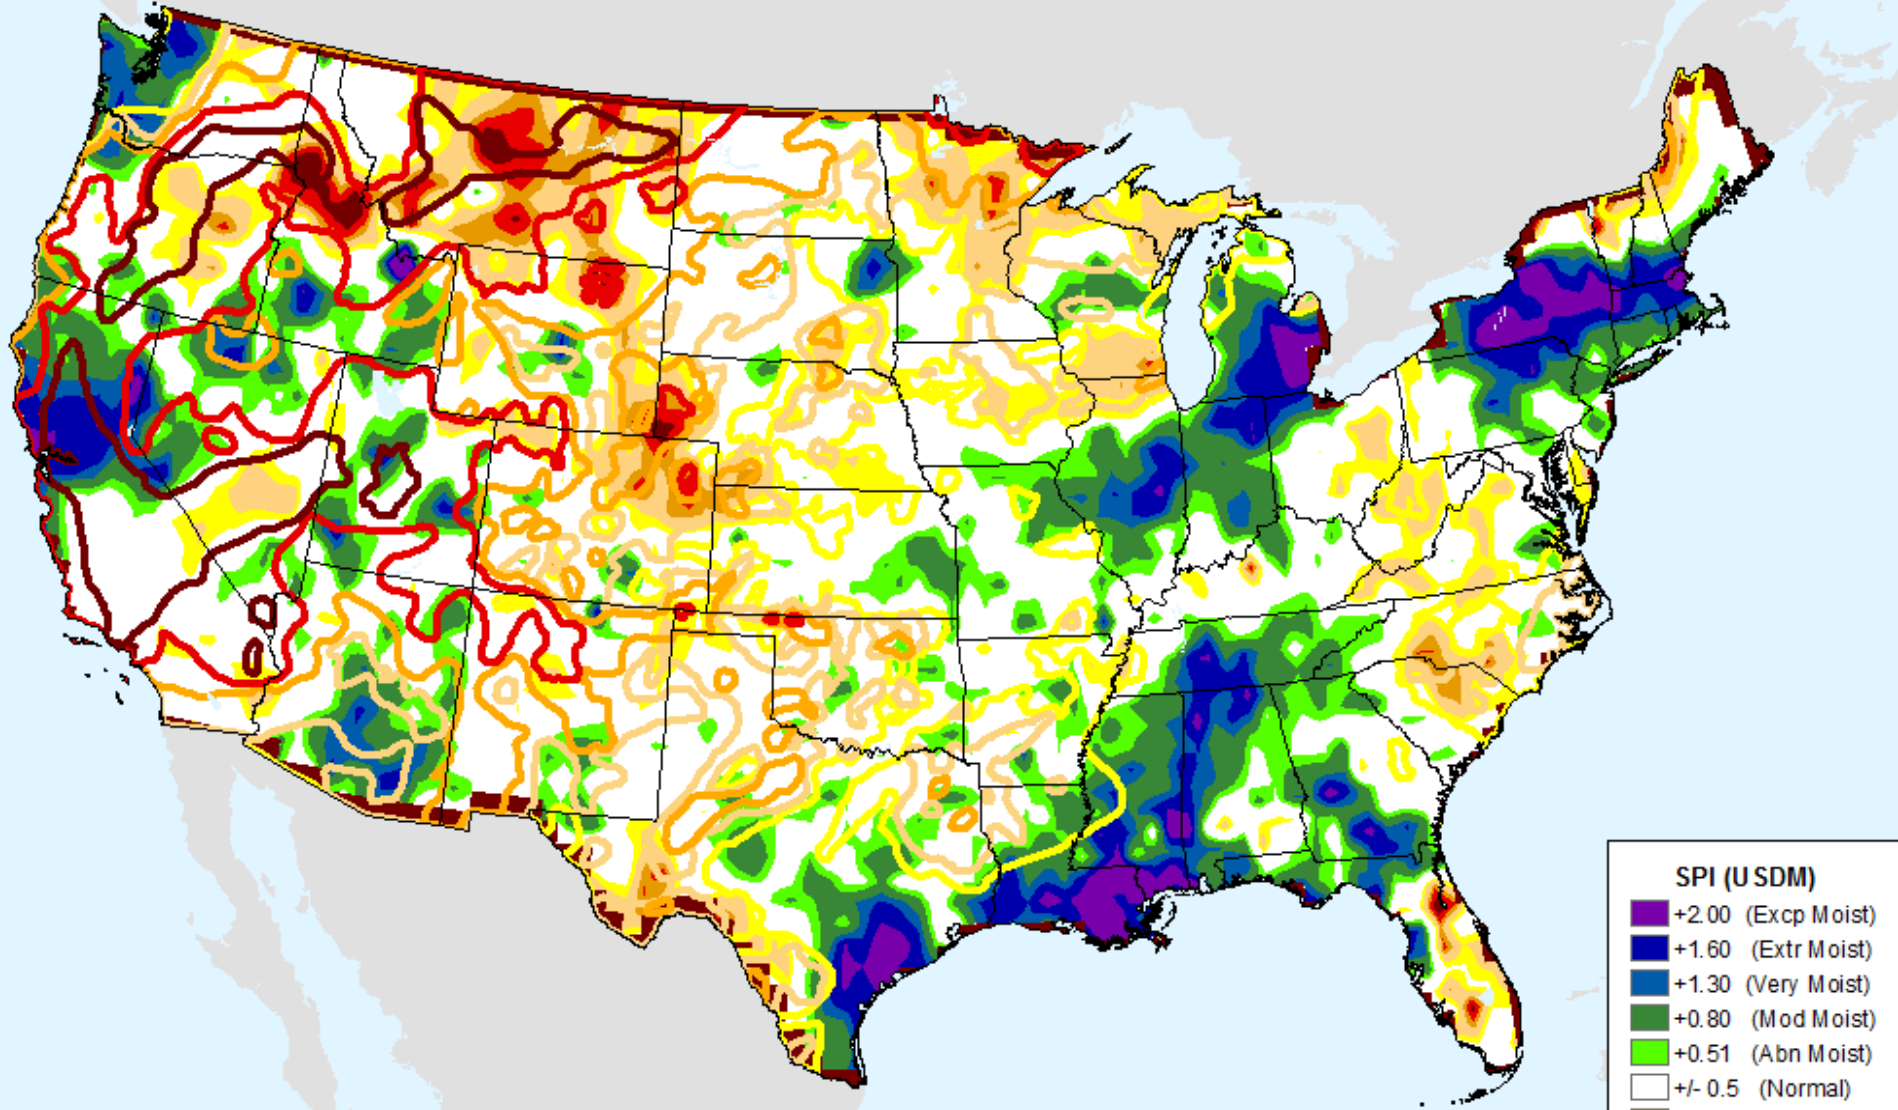 SPI (USDM)
+2.00 (Excp Moist)
+1.60 (Extr Moist)
+1.30 (Very Moist)
+0.80 (Mod Moist)
+0.51 (Abn Moist)
+/- 0.5 (Normal)